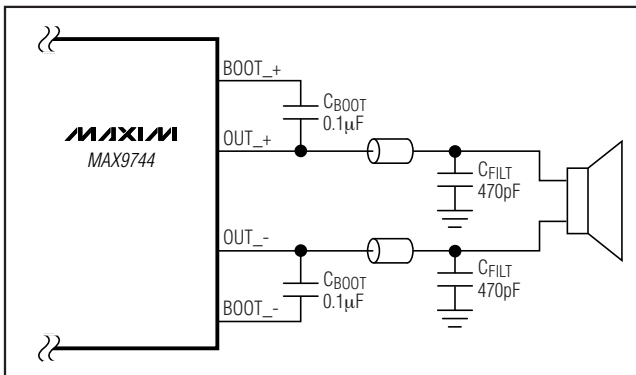 BOOT_+
CBOOT
0.1µF
MAXIM
MAX9744
OUT_+
CFILT
470pF
OUT_-
CBOOT
0.1µF
CFILT
470pF
BOOT_-